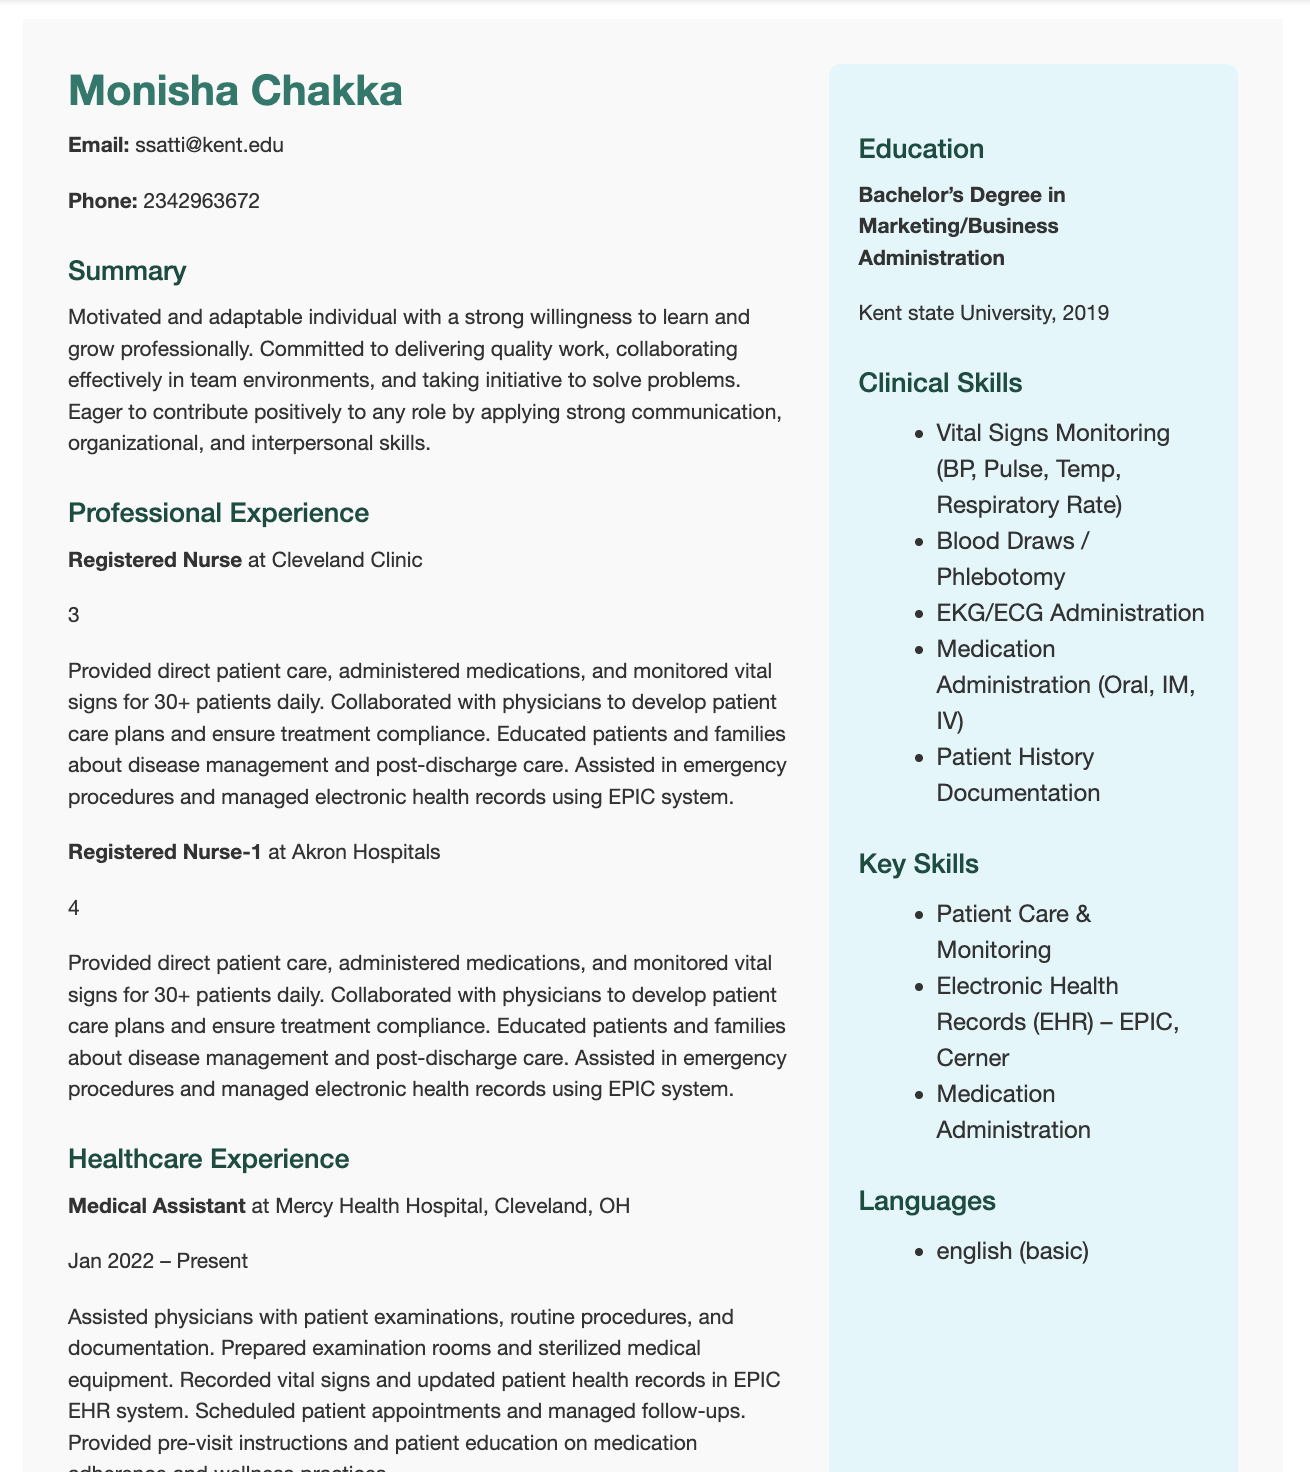 Monisha Chakka
Email: ssatti@kent.edu
Phone: 2342963672
Summary
Motivated and adaptable individual with a strong willingness to learn and
grow professionally. Committed to delivering quality work, collaborating
effectively in team environments, and taking initiative to solve problems.
Eager to contribute positively to any role by applying strong communication,
organizational, and interpersonal skills.
Professional Experience
Registered Nurse at Cleveland Clinic
3
Provided direct patient care, administered medications, and monitored vital
signs for 30+ patients daily. Collaborated with physicians to develop patient
care plans and ensure treatment compliance. Educated patients and families
about disease management and post-discharge care. Assisted in emergency
procedures and managed electronic health records using EPIC system.
Registered Nurse-1 at Akron Hospitals
4
Provided direct patient care, administered medications, and monitored vital
signs for 30+ patients daily. Collaborated with physicians to develop patient
care plans and ensure treatment compliance. Educated patients and families
about disease management and post-discharge care. Assisted in emergency
procedures and managed electronic health records using EPIC system.
Healthcare Experience
Medical Assistant at Mercy Health Hospital, Cleveland, OH
Jan 2022 – Present
Assisted physicians with patient examinations, routine procedures, and
documentation. Prepared examination rooms and sterilized medical
equipment. Recorded vital signs and updated patient health records in EPIC
EHR system. Scheduled patient appointments and managed follow-ups.
Provided pre-visit instructions and patient education on medication
adherence and wellness practices.
Education
Bachelor’s Degree in
Marketing/Business
Administration
Kent state University, 2019
Clinical Skills
• Vital Signs Monitoring
(BP, Pulse, Temp,
Respiratory Rate)
• Blood Draws /
Phlebotomy
• EKG/ECG Administration
• Medication
Administration (Oral, IM,
IV)
• Patient History
Documentation
Key Skills
• Patient Care &
Monitoring
• Electronic Health
Records (EHR) – EPIC,
Cerner
• Medication
Administration
Languages
• english (basic)